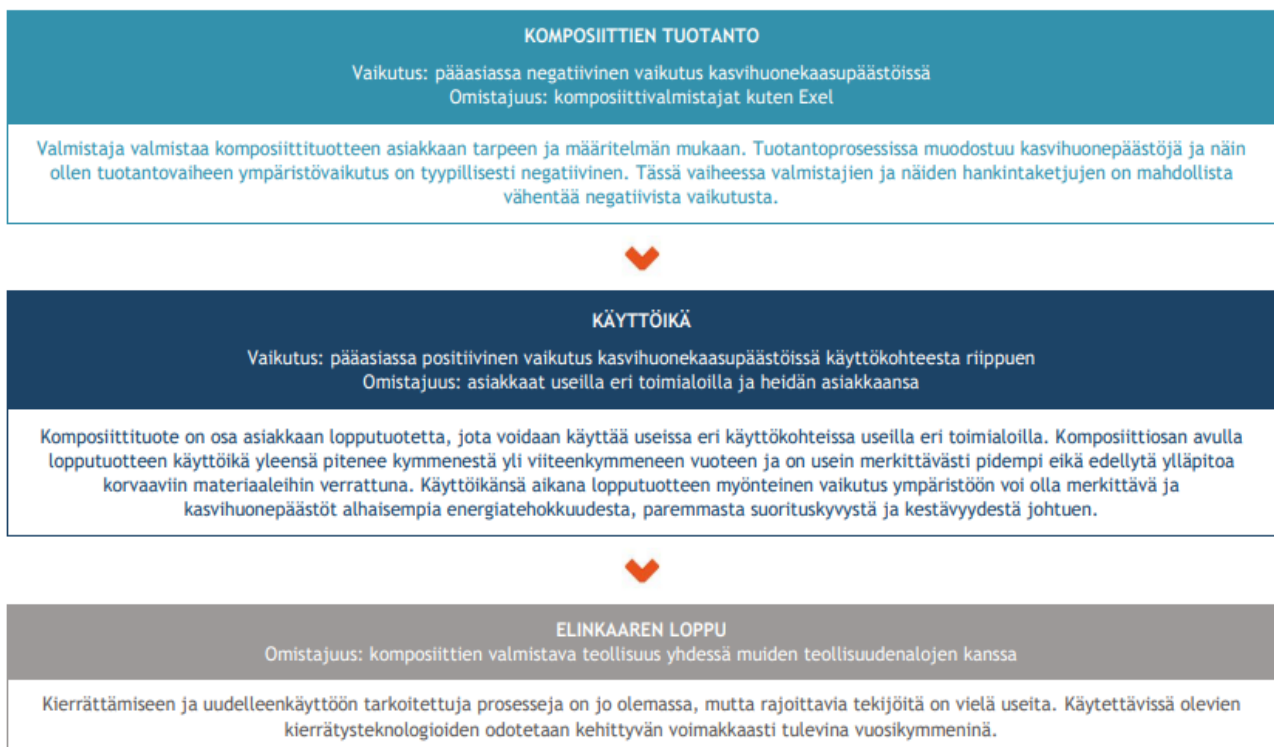 KOMPOSIITTIEN TUOTANTO
Vaikutus: pääasiassa negatiivinen vaikutus kasvihuonekaasupäästöissä
Omistajuus: komposiittivalmistajat kuten Exel
Valmistaja valmistaa komposiittituotteen asiakkaan tarpeen ja määritelmän mukaan. Tuotantoprosessissa muodostuu kasvihuonepäästöjä ja näin
ollen tuotantovaiheen ympäristövaikutus on tyypillisesti negatiivinen. Tässä vaiheessa valmistajien ja näiden hankintaketjujen on mahdollista
vähentää negatiivista vaikutusta.
KÄYTTÖIKÄ
Vaikutus: pääasiassa positiivinen vaikutus kasvihuonekaasupäästöissä käyttökohteesta riippuen
Omistajuus: asiakkaat useilla eri toimialoilla ja heidän asiakkaansa
Komposiittituote on osa asiakkaan lopputuotetta, jota voidaan käyttää useissa eri käyttökohteissa useilla eri toimialoilla. Komposiittiosan avulla
lopputuotteen käyttöikä yleensä pitenee kymmenestä yli viiteenkymmeneen vuoteen ja on usein merkittävästi pidempi eikä edellytä ylläpitoa
korvaaviin materiaaleihin verrattuna. Käyttöikänsä aikana lopputuotteen myönteinen vaikutus ympäristöön voi olla merkittävä ja
kasvihuonepäästöt alhaisempia energiatehokkuudesta, paremmasta suorituskyvystä ja kestävyydestä johtuen.
ELINKAAREN LOPPU
Omistajuus: komposiittien valmistava teollisuus yhdessä muiden teollisuudenalojen kanssa
Kierrättämiseen ja uudelleenkäyttöön tarkoitettuja prosesseja on jo olemassa, mutta rajoittavia tekijöitä on vielä useita. Käytettävissä olevien
kierrätysteknologioiden odotetaan kehittyvän voimakkaasti tulevina vuosikymmeninä.